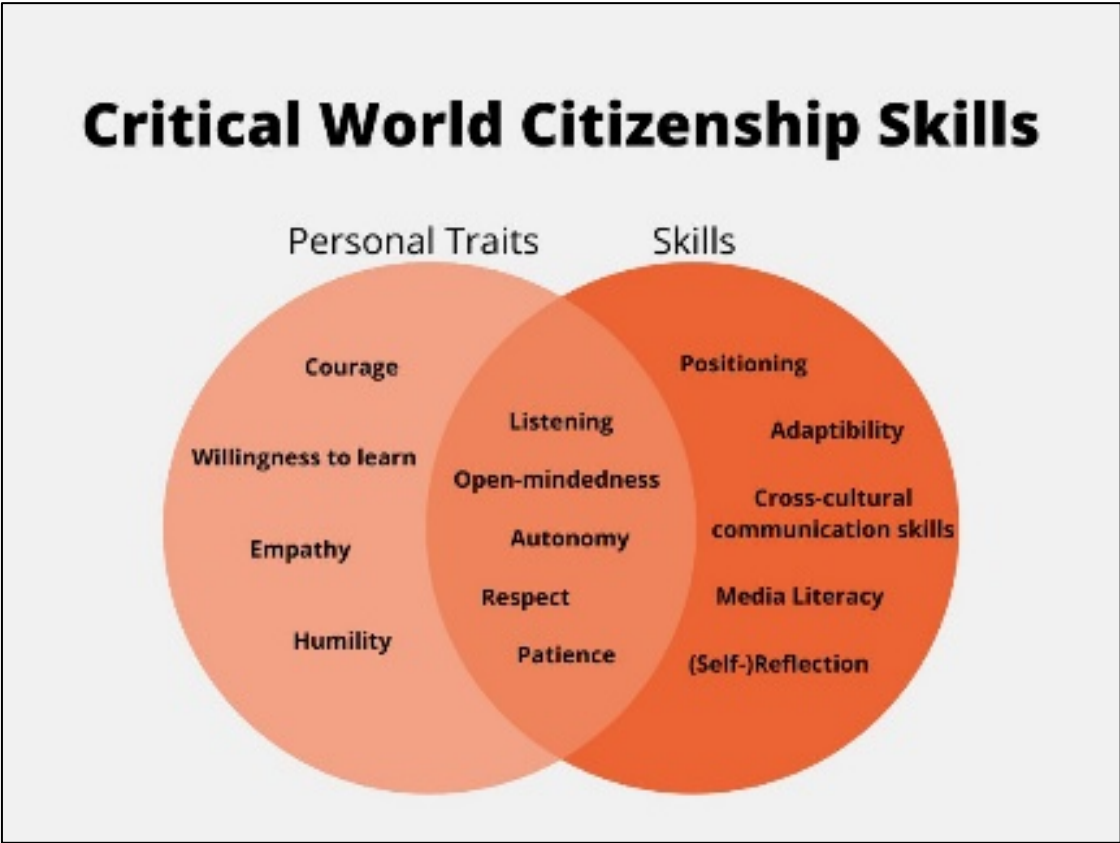 Critical World Citizenship Skills
Personal Traits
Skills
Courage
Willingness to learn
Empathy
Humility
Listening
Open-mindedness
Autonomy
Respect
Patience
Positioning
Adaptibility
Cross-cultural
communication skills
Media Literacy
(Self-)Reflection